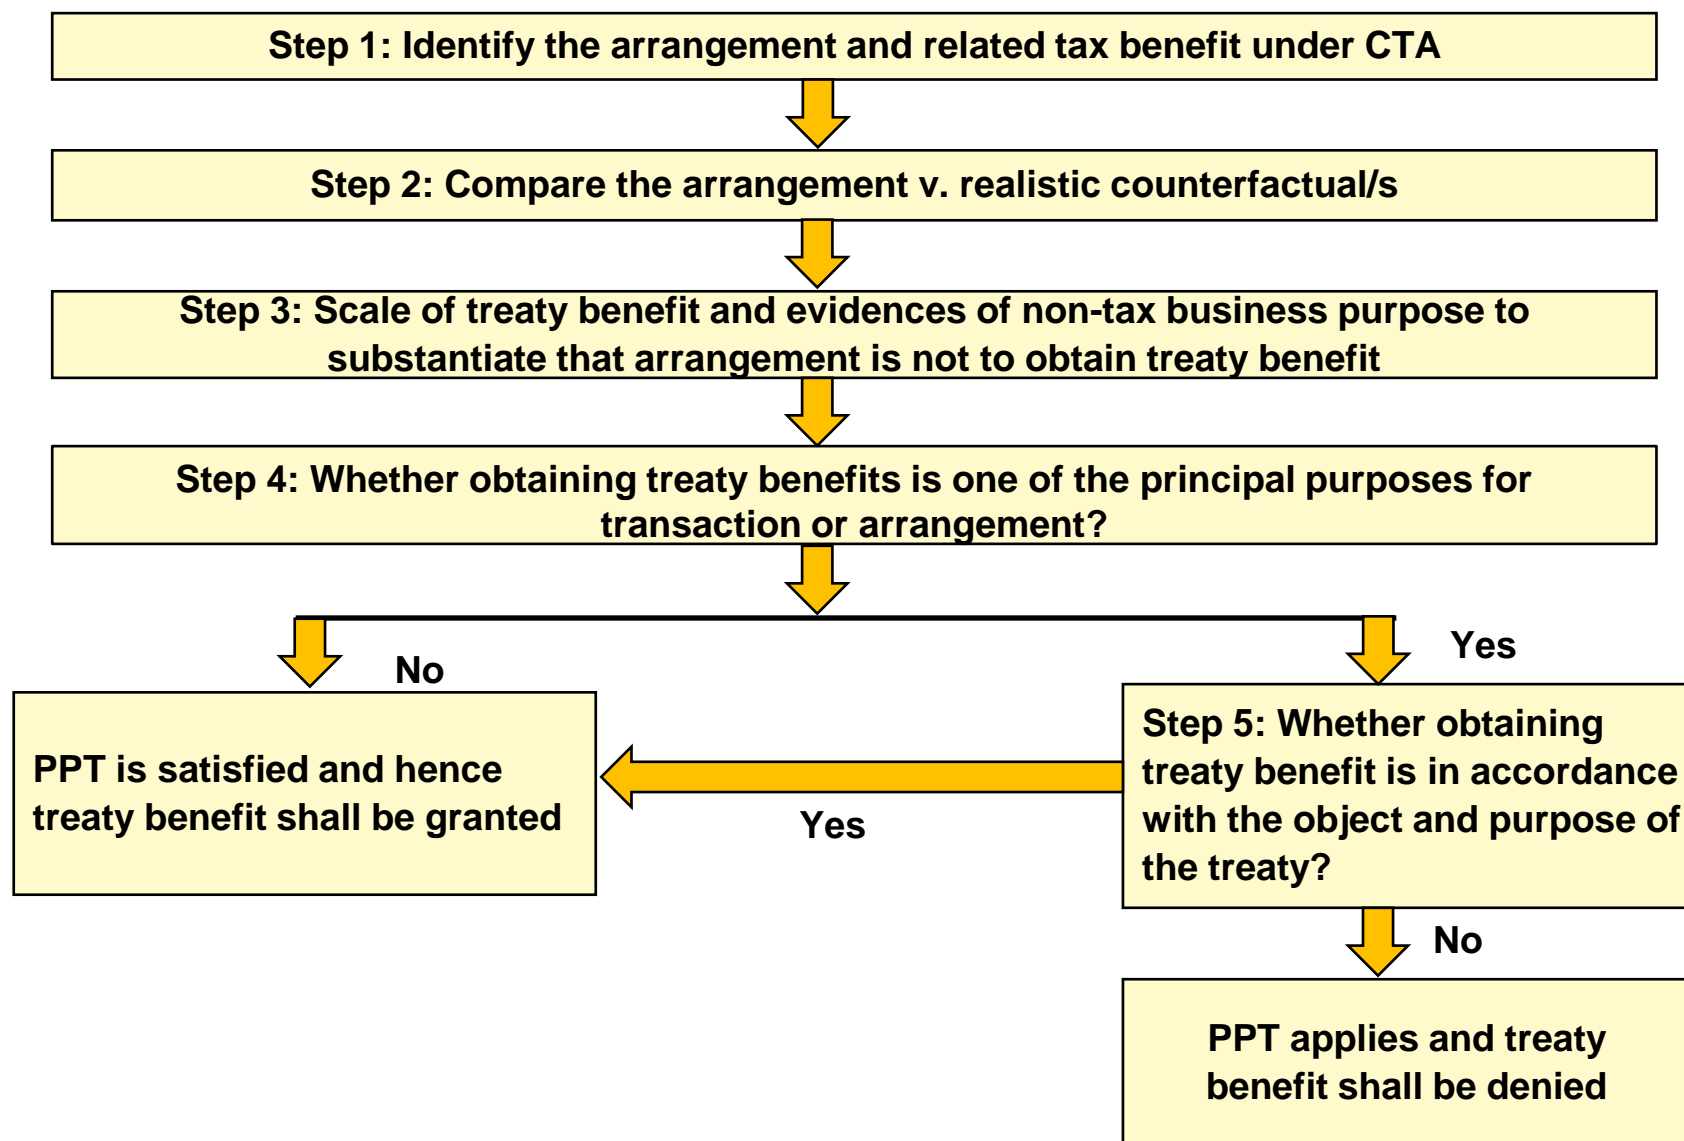 Step 1: Identify the arrangement and related tax benefit under CTA
Step 2: Compare the arrangement v. realistic counterfactual/s
Step 3: Scale of treaty benefit and evidences of non-tax business purpose to
substantiate that arrangement is not to obtain treaty benefit
Step 4: Whether obtaining treaty benefits is one of the principal purposes for
transaction or arrangement?
No
Yes
PPT is satisfied and hence
treaty benefit shall be granted
Yes
Step 5: Whether obtaining
treaty benefit is in accordance
with the object and purpose of
the treaty?
No
PPT applies and treaty
benefit shall be denied